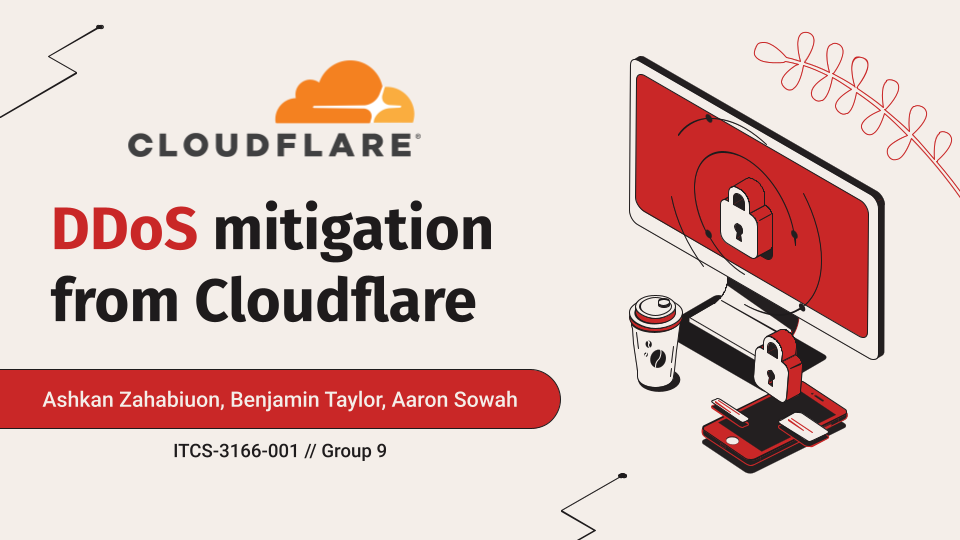 CLOUDFLARE®
DDoS mitigation
from Cloudflare
Ashkan Zahabiuon, Benjamin Taylor, Aaron Sowah
ITCS-3166-001 // Group 9